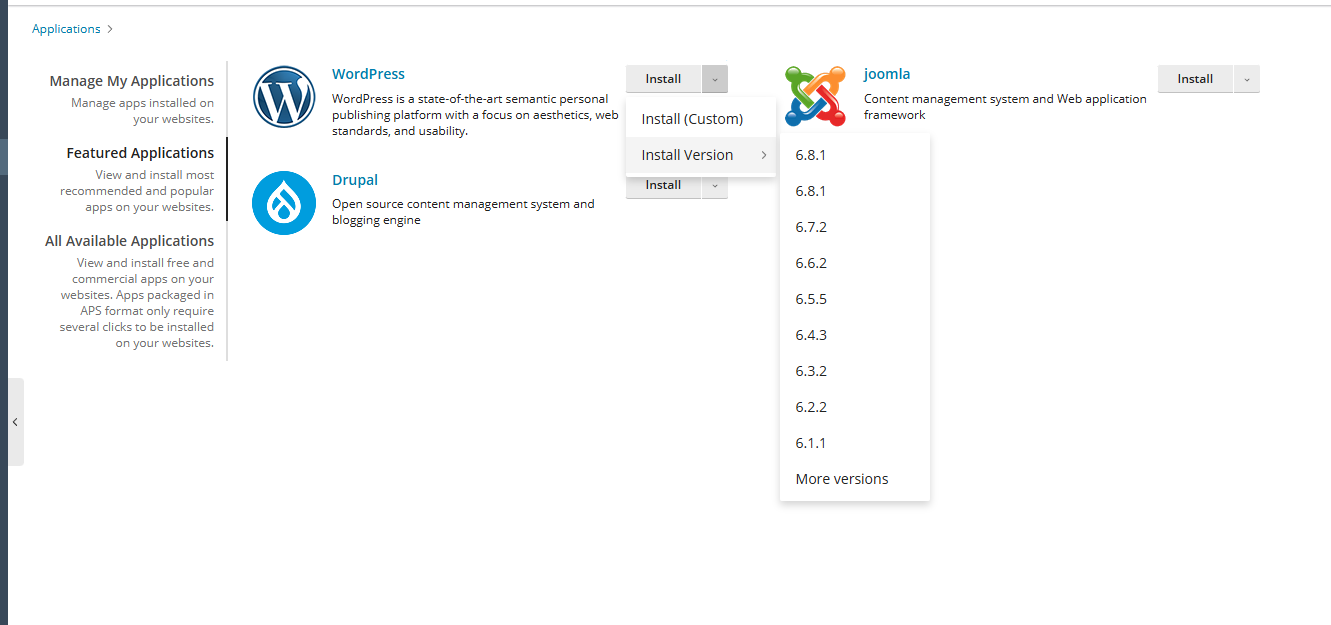 Applications >
Manage My Applications
Manage apps installed on
your websites.
Featured Applications
View and install most
recommended and popular
apps on your websites.
All Available Applications
View and install free and
commercial apps on your
websites. Apps packaged in
APS format only require
several clicks to be installed
on your websites.
WordPress
WordPress is a state-of-the-art semantic personal
publishing platform with a focus on aesthetics, web
standards, and usability.
Install
Install (Custom)
Install Version >
6.8.1
6.8.1
6.7.2
6.6.2
6.5.5
6.4.3
6.3.2
6.2.2
6.1.1
More versions
joomla
Content management system and Web application
framework
Install
Drupal
Open source content management system and
blogging engine
Install